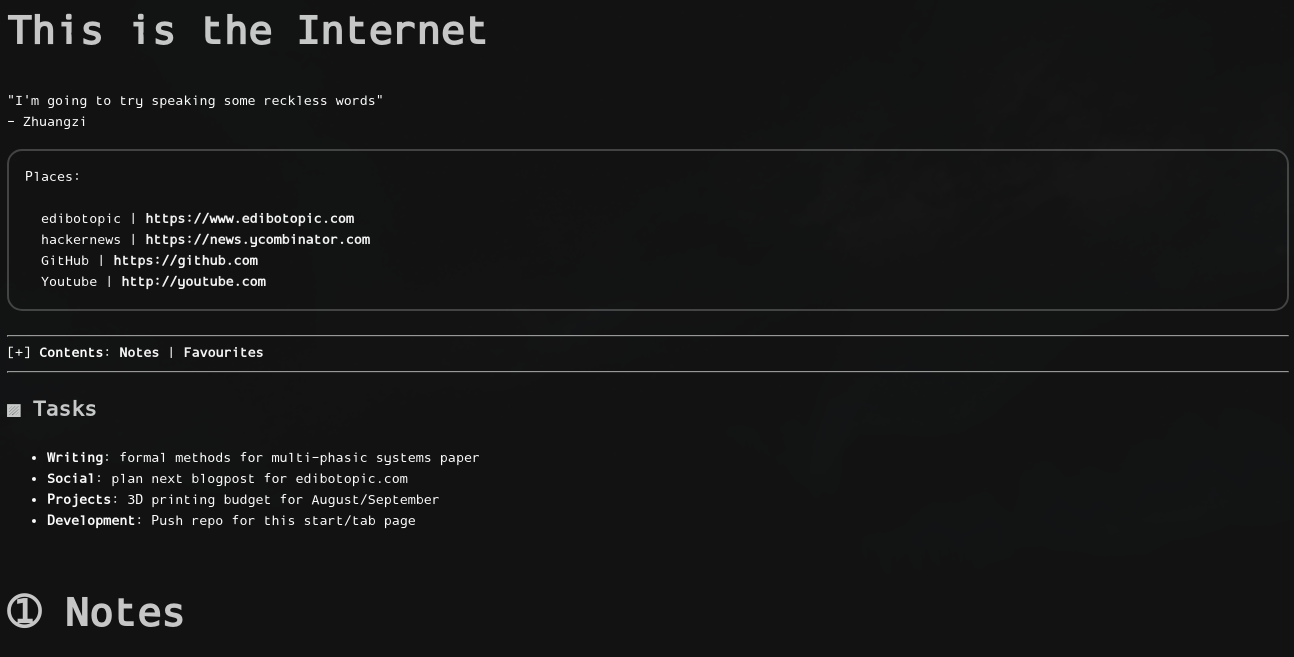 This is the Internet
"I'm going to try speaking some reckless words"
- Zhuangzi
Places:
edibotopic | https://www.edibotopic.com
hackernews | https://news.ycombinator.com
GitHub | https://github.com
Youtube | http://youtube.com
[+] Contents: Notes | Favourites
▨ Tasks
• Writing: formal methods for multi-phasic systems paper
• Social: plan next blogpost for edibotopic.com
• Projects: 3D printing budget for August/September
• Development: Push repo for this start/tab page
① Notes